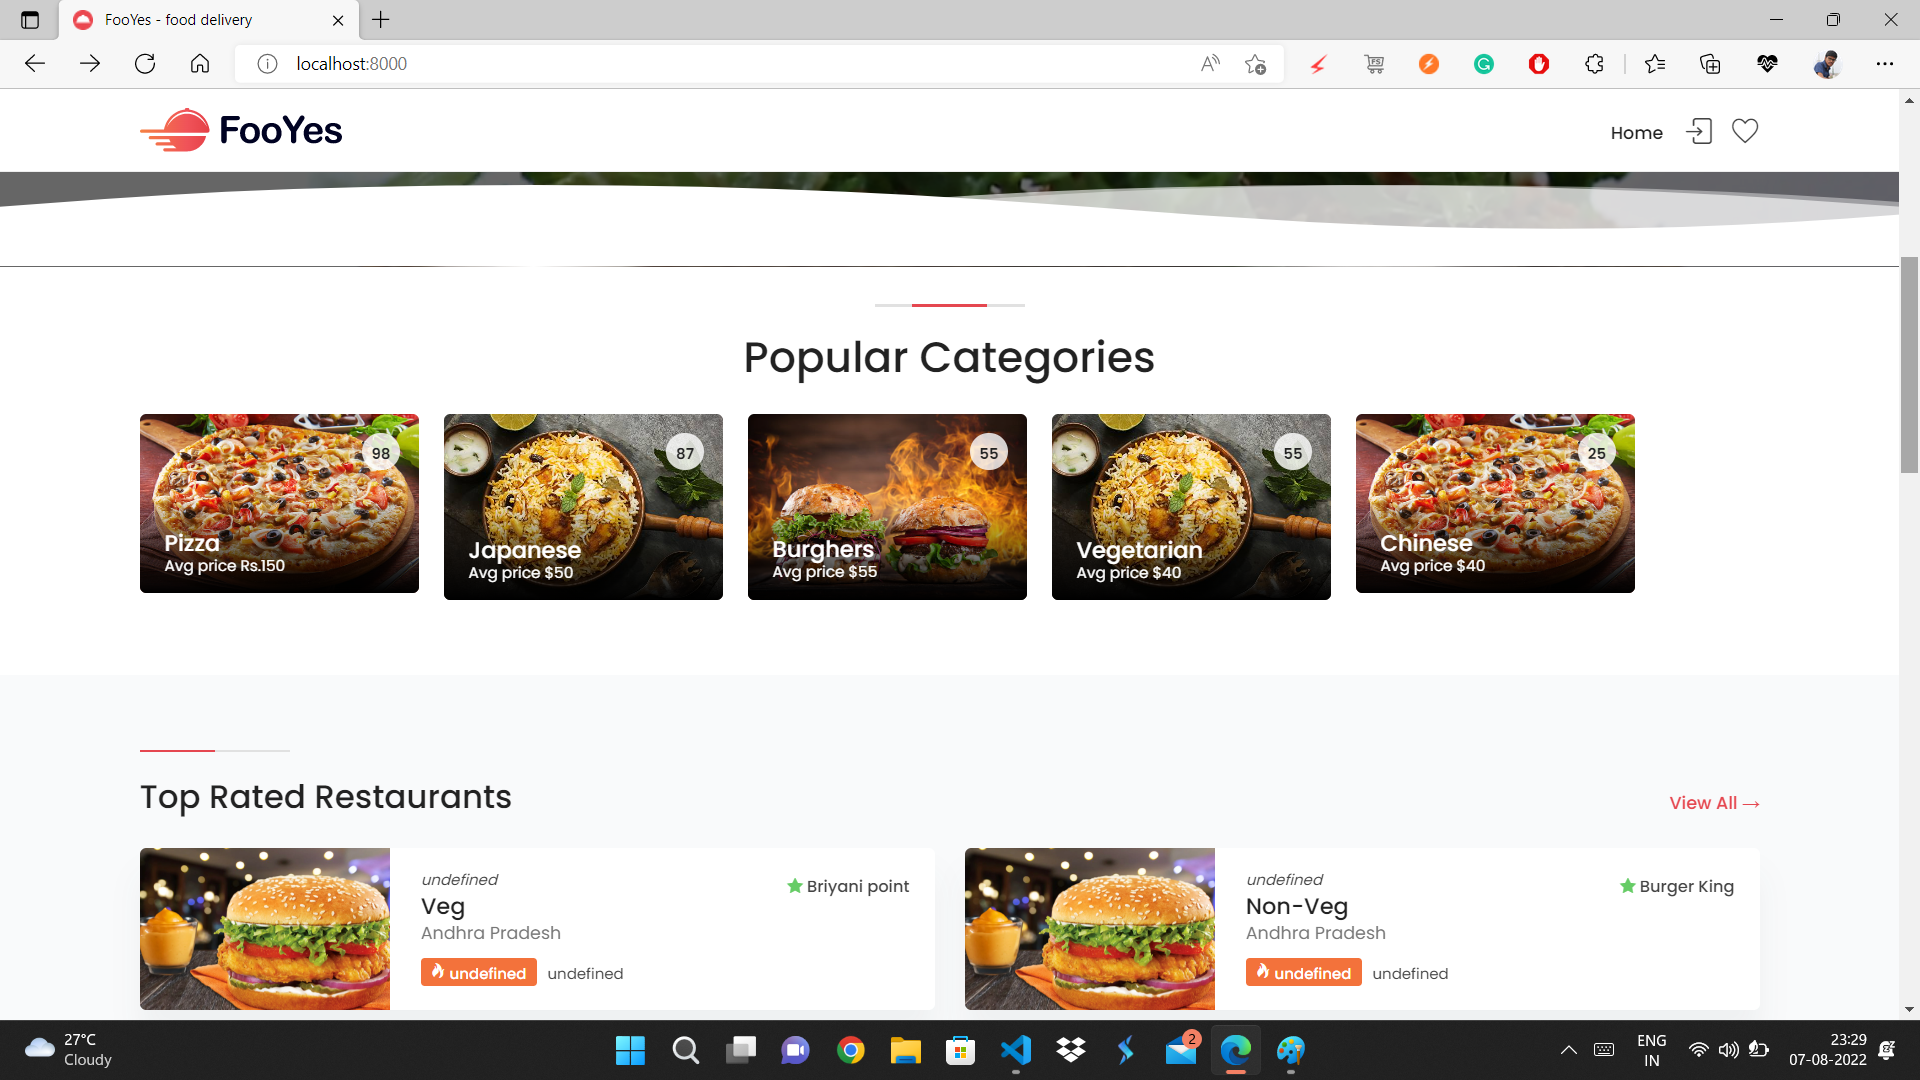 FooYes - food delivery
localhost:8000
FooYes
Home
Popular Categories
98
Pizza
Avg price Rs.150
87
Japanese
Avg price $50
55
Burghers
Avg price $55
55
Vegetarian
Avg price $40
25
Chinese
Avg price $40
Top Rated Restaurants
View All →
undefined
Briyani point
Veg
Andhra Pradesh
undefined undefined
undefined
Burger King
Non-Veg
Andhra Pradesh
undefined undefined
27°C
Cloudy
2
ENG
IN
23:29
07-08-2022